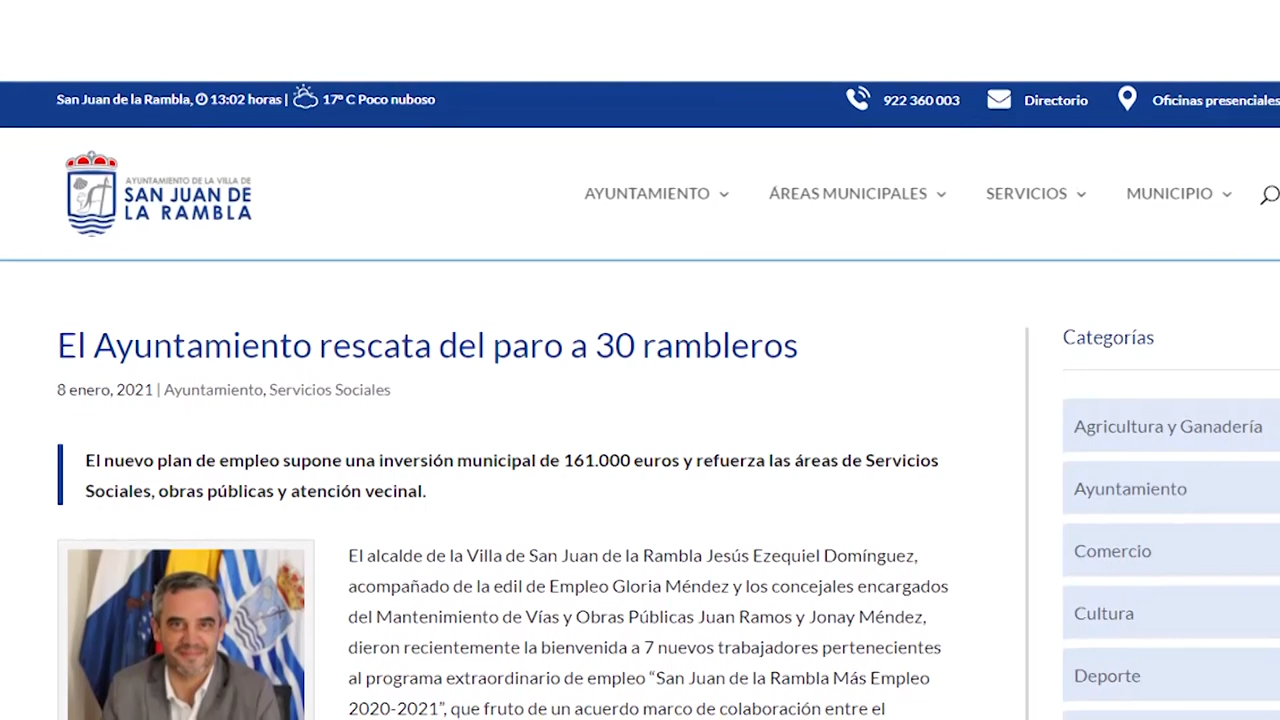 San Juan de la Rambla, 13:02 horas | 17º C Poco nuboso
922 360 003
Directorio
Oficinas presenciales
AYUNTAMIENTO DE LA VILLA DE
SAN JUAN DE
LA RAMBLA
AYUNTAMIENTO
ÁREAS MUNICIPALES
SERVICIOS
MUNICIPIO
El Ayuntamiento rescata del paro a 30 rambleros
8 enero, 2021 | Ayuntamiento, Servicios Sociales
El nuevo plan de empleo supone una inversión municipal de 161.000 euros y refuerza las áreas de Servicios
Sociales, obras públicas y atención vecinal.
El alcalde de la Villa de San Juan de la Rambla Jesús Ezequiel Domínguez,
acompañado de la edil de Empleo Gloria Méndez y los concejales encargados
del Mantenimiento de Vías y Obras Públicas Juan Ramos y Jonay Méndez,
dieron recientemente la bienvenida a 7 nuevos trabajadores pertenecientes
al programa extraordinario de empleo “San Juan de la Rambla Más Empleo
2020-2021”, que fruto de un acuerdo marco de colaboración entre el
Categorías
Agricultura y Ganadería
Ayuntamiento
Comercio
Cultura
Deporte